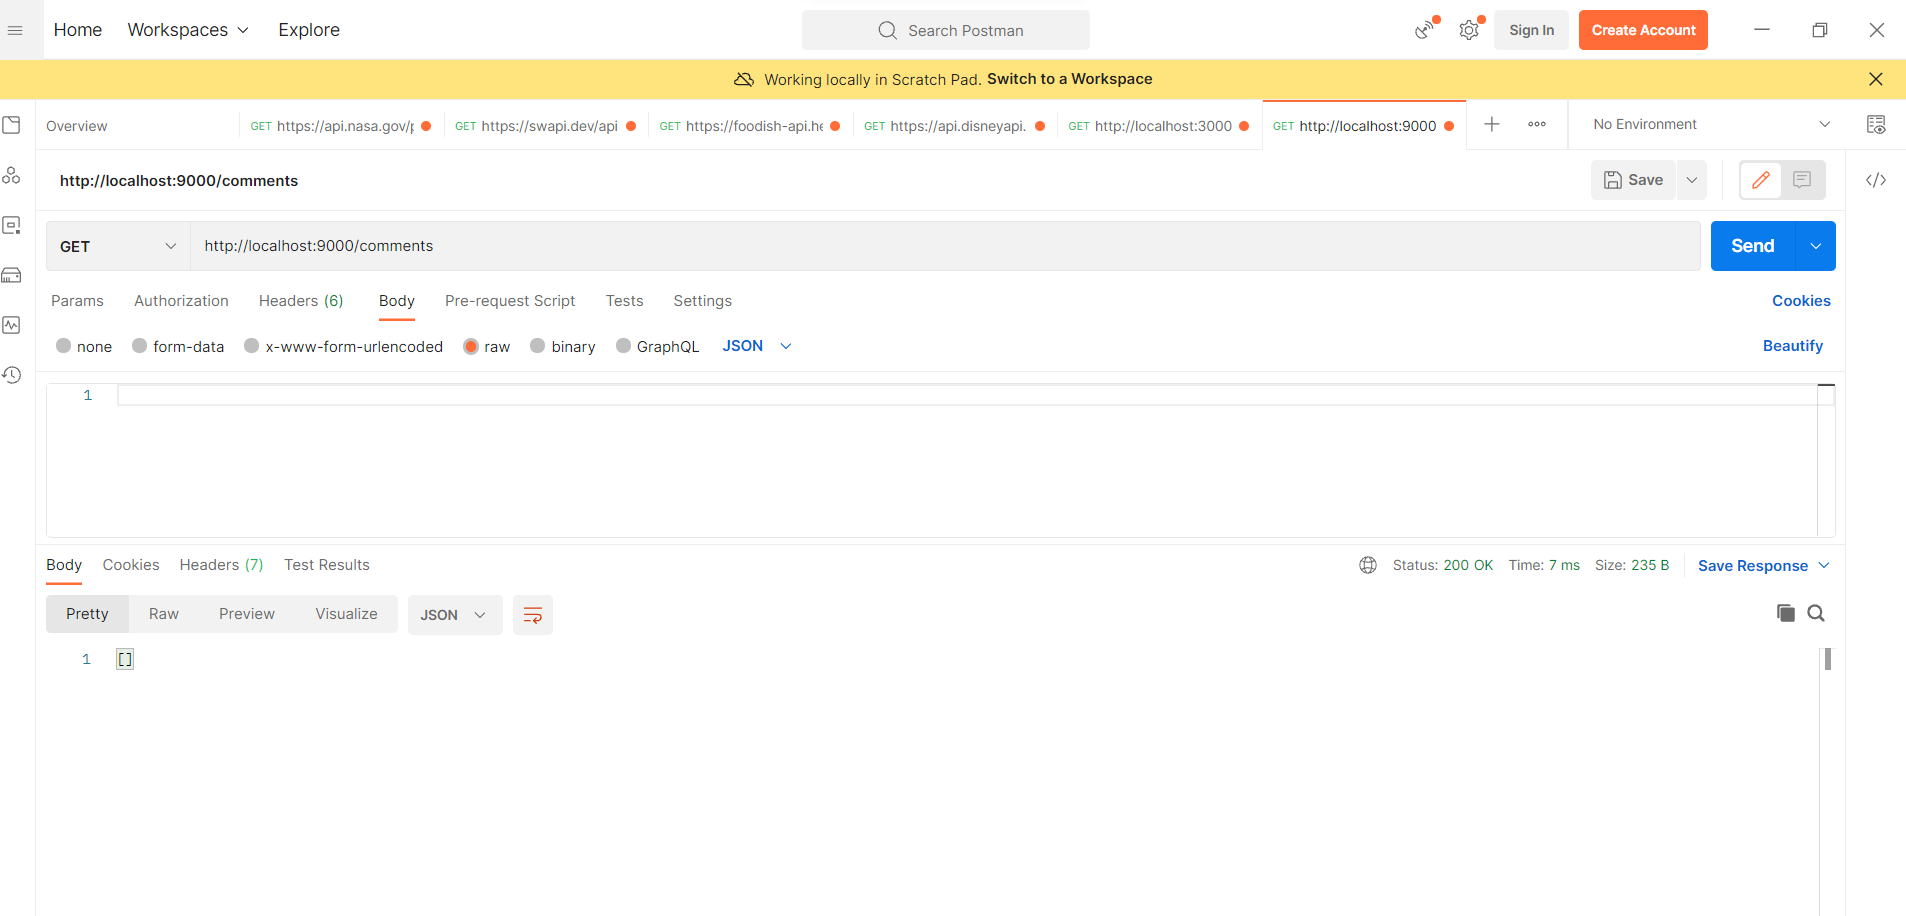 Home Workspaces Explore Search Postman Sign In Create Account
Working locally in Scratch Pad. Switch to a Workspace
Overview GET https://api.nasa.gov/p GET https://swapi.dev/api GET https://foodish-api.he GET https://api.disneyapi. GET http://localhost:3000 GET http://localhost:9000 No Environment
http://localhost:9000/comments Save
GET http://localhost:9000/comments Send
Params Authorization Headers (6) Body Pre-request Script Tests Settings Cookies
none form-data x-www-form-urlencoded raw binary GraphQL JSON Beautify
1
Body Cookies Headers (7) Test Results Status: 200 OK Time: 7 ms Size: 235 B Save Response
Pretty Raw Preview Visualize JSON
1 []